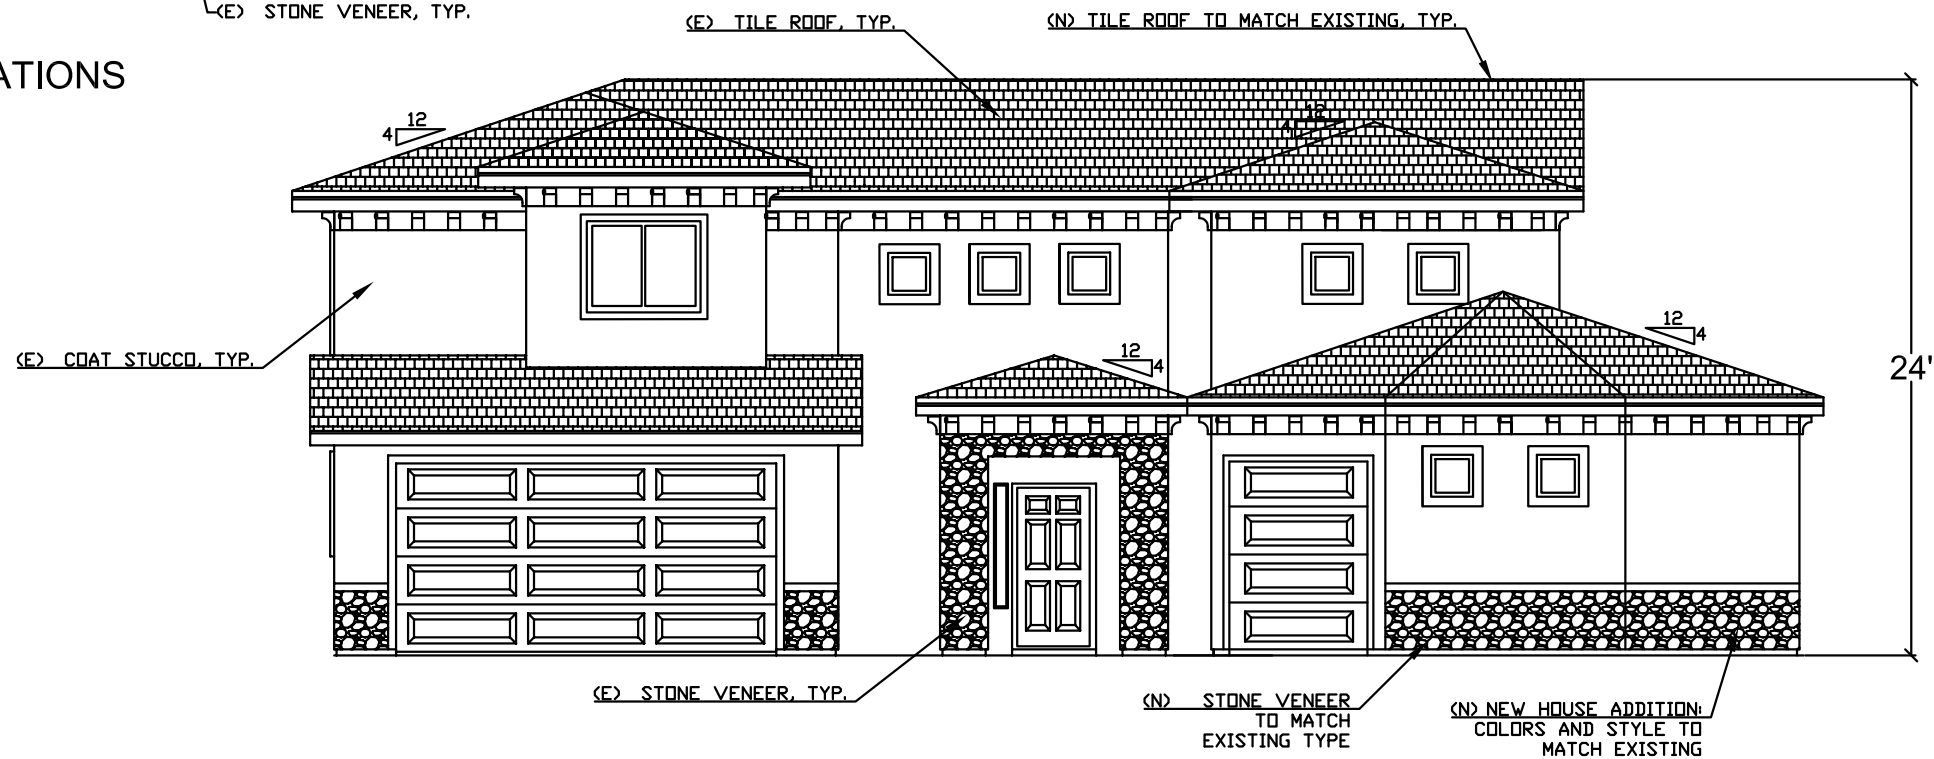 (E) STONE VENEER, TYP.
(E) TILE ROOF, TYP.
(N) TILE ROOF TO MATCH EXISTING, TYP.
ATIONS
12
4
12
4
(E) COAT STUCCO, TYP.
12
4
12
4
24'
(E) STONE VENEER, TYP.
(N) STONE VENEER
TO MATCH
EXISTING TYPE
(N) NEW HOUSE ADDITION:
COLORS AND STYLE TO
MATCH EXISTING